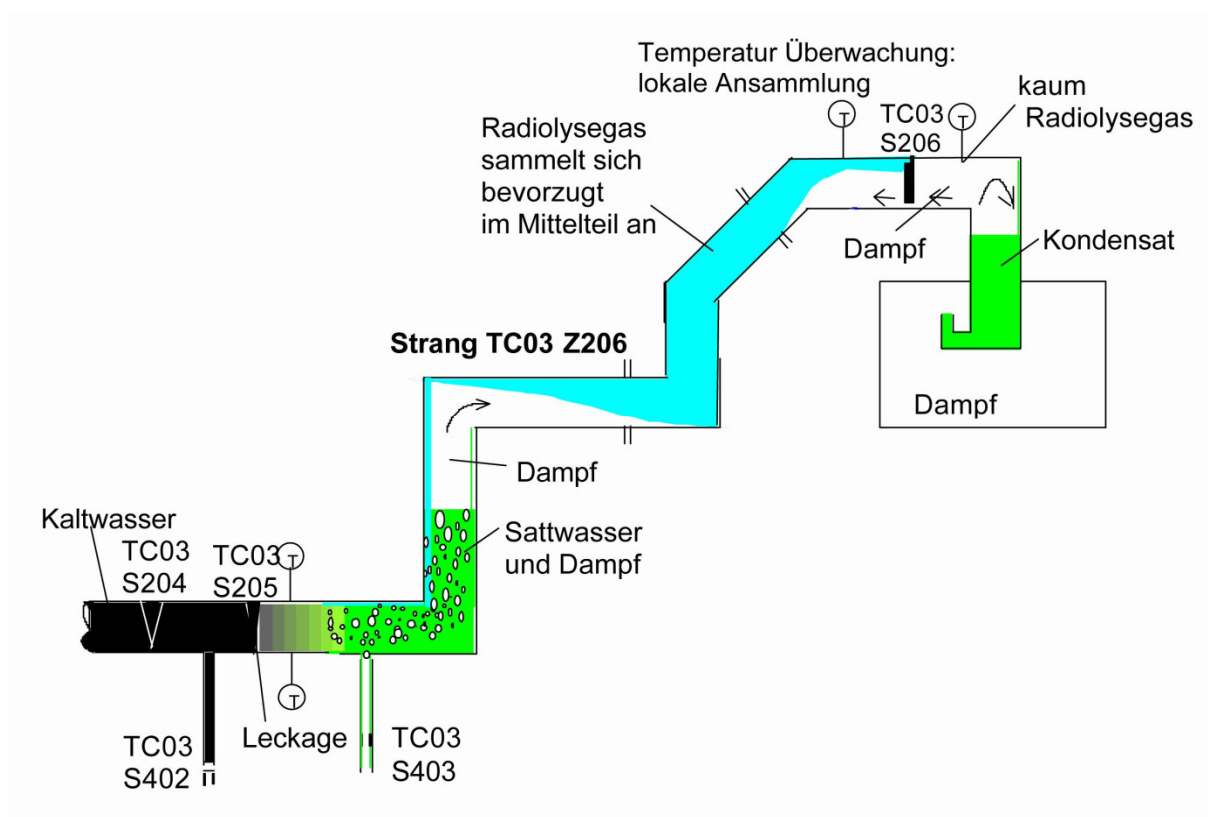 Temperatur Überwachung:
lokale Ansammlung
TC03
S206
kaum
Radiolysegas
T
T
Radiolysegas
sammelt sich
bevorzugt
im Mittelteil an
Dampf
Kondensat
Strang TC03 Z206
Dampf
Dampf
Kaltwasser
TC03
S204
TC03
S205
T
Sattwasser
und Dampf
T
Leckage
TC03
S402
TC03
S403